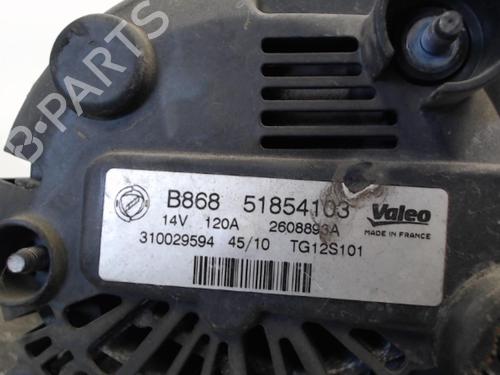 B-PARTS
B868 51854103
14V 120A 2608893A
310029594 45/10 TG12S101
Valeo
MADE IN FRANCE